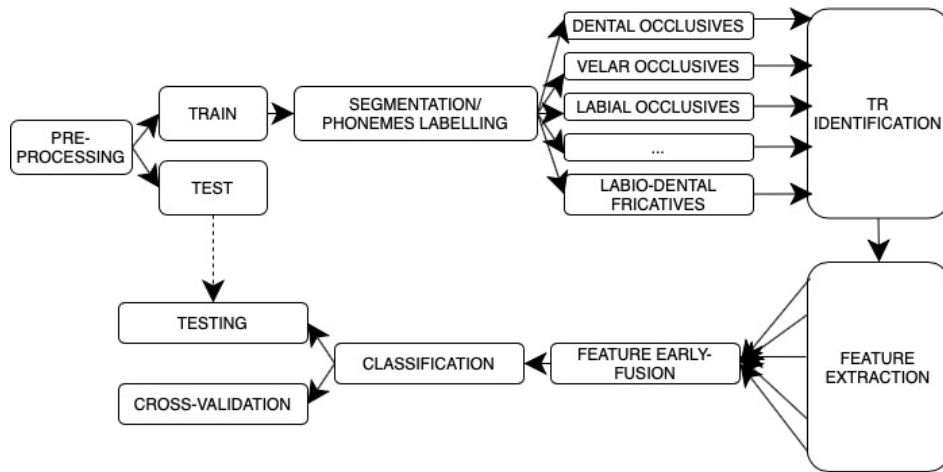 PRE-
PROCESSING
TRAIN
TEST
SEGMENTATION/
PHONEMES LABELLING
DENTAL OCCLUSIVES
VELAR OCCLUSIVES
LABIAL OCCLUSIVES
...
LABIO-DENTAL
FRICATIVES
TR
IDENTIFICATION
FEATURE
EXTRACTION
FEATURE EARLY-
FUSION
CLASSIFICATION
TESTING
CROSS-VALIDATION